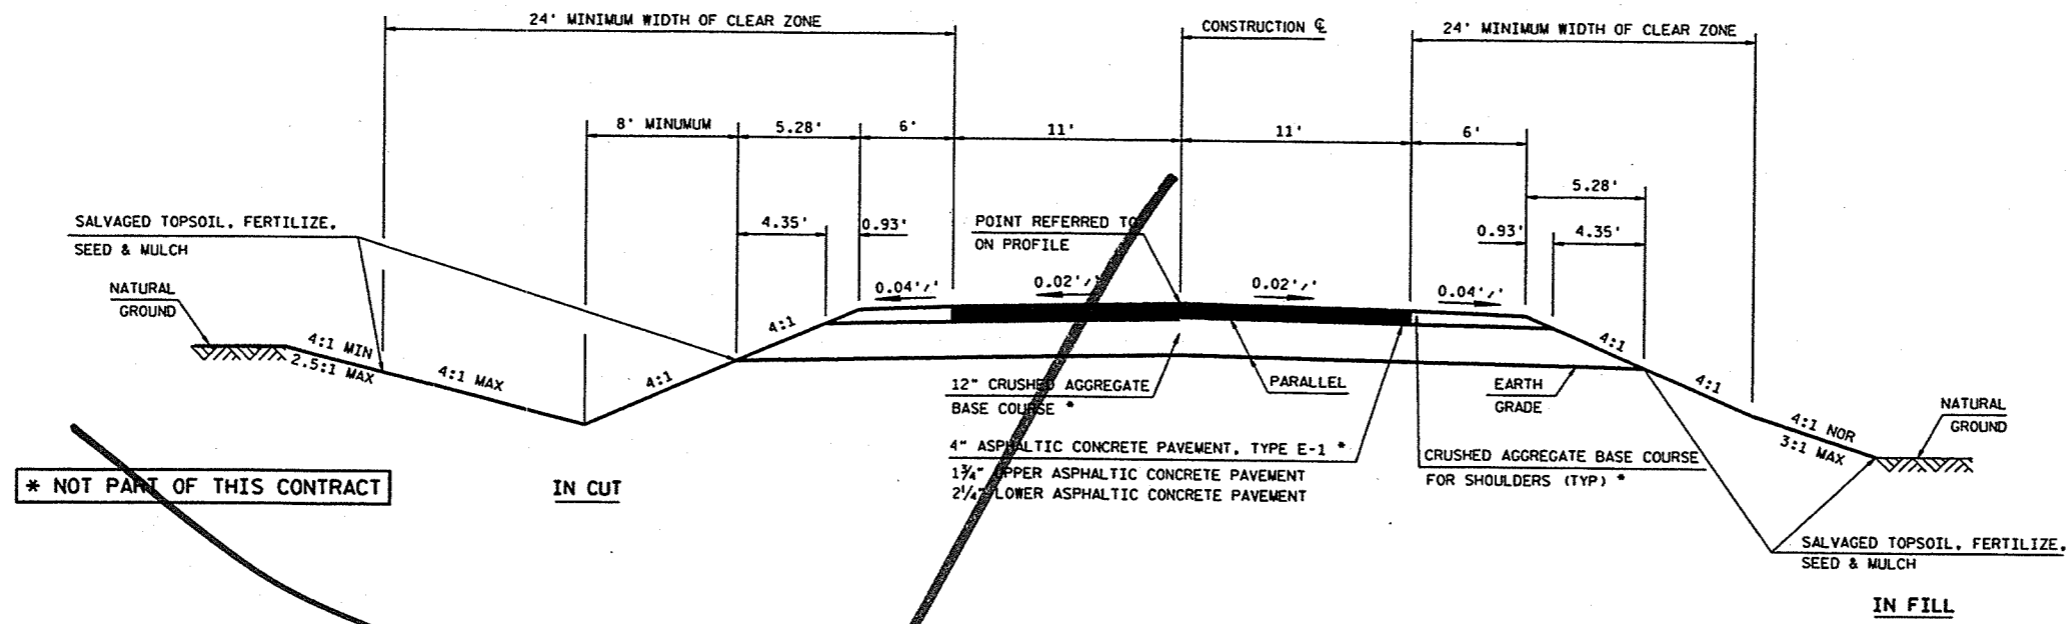 24' MINIMUM WIDTH OF CLEAR ZONE
CONSTRUCTION ℄
24' MINIMUM WIDTH OF CLEAR ZONE
8' MINUMUM
5.28'
6'
11'
11'
6'
5.28'
SALVAGED TOPSOIL, FERTILIZE,
SEED & MULCH
4.35'
0.93'
POINT REFERRED TO
ON PROFILE
0.93'
4.35'
NATURAL
GROUND
0.04'/'
0.02'/'
0.02'/'
0.04'/'
4:1 MIN
2.5:1 MAX
4:1 MAX
4:1
4:1
4:1
4:1
4:1 NOR
3:1 MAX
12" CRUSHED AGGREGATE
BASE COURSE *
PARALLEL
EARTH
GRADE
NATURAL
GROUND
4" ASPHALTIC CONCRETE PAVEMENT, TYPE E-1 *
1¾" UPPER ASPHALTIC CONCRETE PAVEMENT
2¼" LOWER ASPHALTIC CONCRETE PAVEMENT
CRUSHED AGGREGATE BASE COURSE
FOR SHOULDERS (TYP) *
* NOT PART OF THIS CONTRACT
IN CUT
SALVAGED TOPSOIL, FERTILIZE,
SEED & MULCH
IN FILL